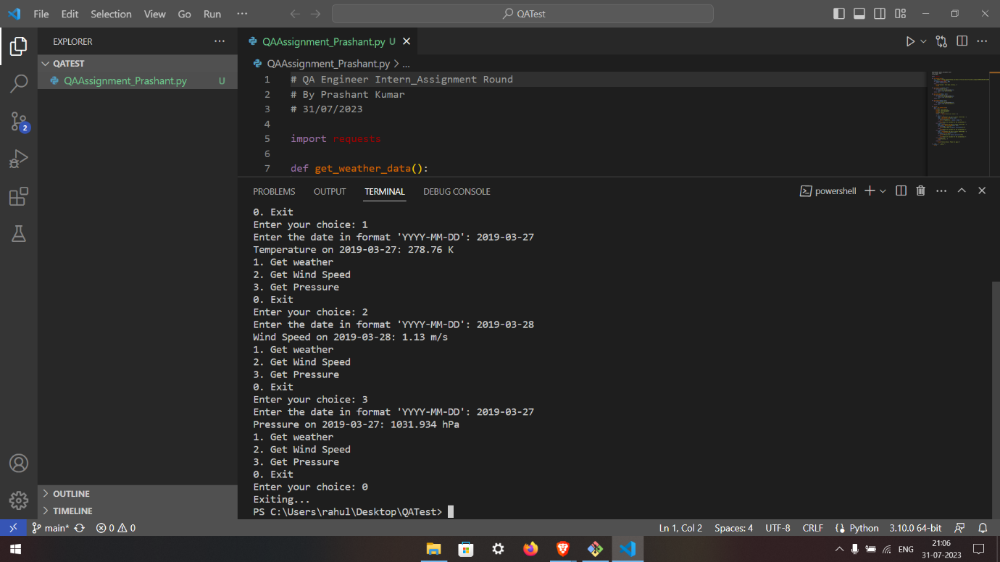 File Edit Selection View Go Run ··· QATest
EXPLORER ···
QATEST
QAAssignment_Prashant.py U
OUTLINE
TIMELINE
QAAssignment_Prashant.py U
QAAssignment_Prashant.py > ...
1 # QA Engineer Intern_Assignment Round
2 # By Prashant Kumar
3 # 31/07/2023
4
5 import requests
6
7 def get_weather_data():
PROBLEMS OUTPUT TERMINAL DEBUG CONSOLE powershell
0. Exit
Enter your choice: 1
Enter the date in format 'YYYY-MM-DD': 2019-03-27
Temperature on 2019-03-27: 278.76 K
1. Get weather
2. Get Wind Speed
3. Get Pressure
0. Exit
Enter your choice: 2
Enter the date in format 'YYYY-MM-DD': 2019-03-28
Wind Speed on 2019-03-28: 1.13 m/s
1. Get weather
2. Get Wind Speed
3. Get Pressure
0. Exit
Enter your choice: 3
Enter the date in format 'YYYY-MM-DD': 2019-03-27
Pressure on 2019-03-27: 1031.934 hPa
1. Get weather
2. Get Wind Speed
3. Get Pressure
0. Exit
Enter your choice: 0
Exiting...
PS C:\Users\rahul\Desktop\QATest>
2
main* 0 0 Ln 1, Col 2 Spaces: 4 UTF-8 CRLF Python 3.10.0 64-bit
ENG
21:06
31-07-2023